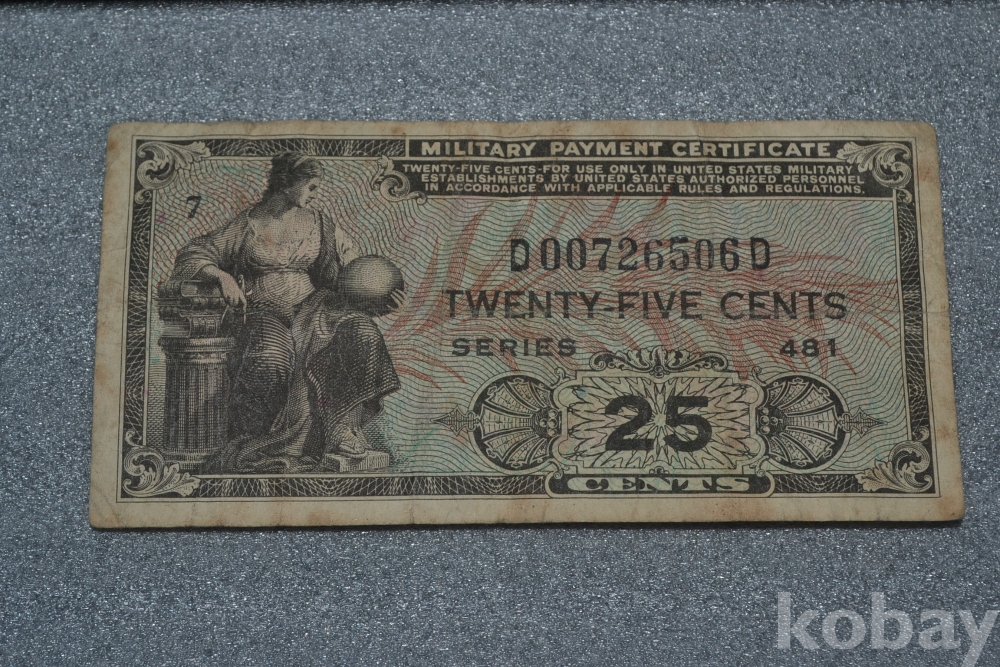 MILITARY PAYMENT CERTIFICATE
TWENTY-FIVE CENTS-FOR USE ONLY IN UNITED STATES MILITARY
ESTABLISHMENTS BY UNITED STATES AUTHORIZED PERSONNEL
IN ACCORDANCE WITH APPLICABLE RULES AND REGULATIONS.
7
D00726506D
TWENTY-FIVE CENTS
SERIES 481
25
CENTS
kobay